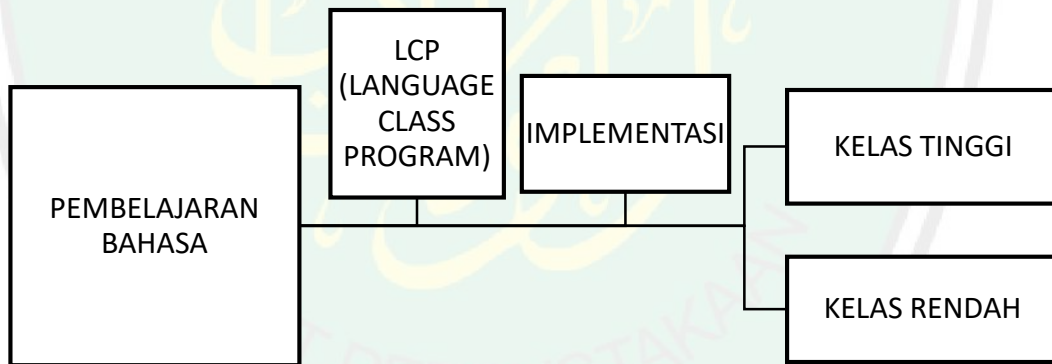 PEMBELAJARAN
BAHASA
LCP
(LANGUAGE
CLASS
PROGRAM)
IMPLEMENTASI
KELAS TINGGI
KELAS RENDAH